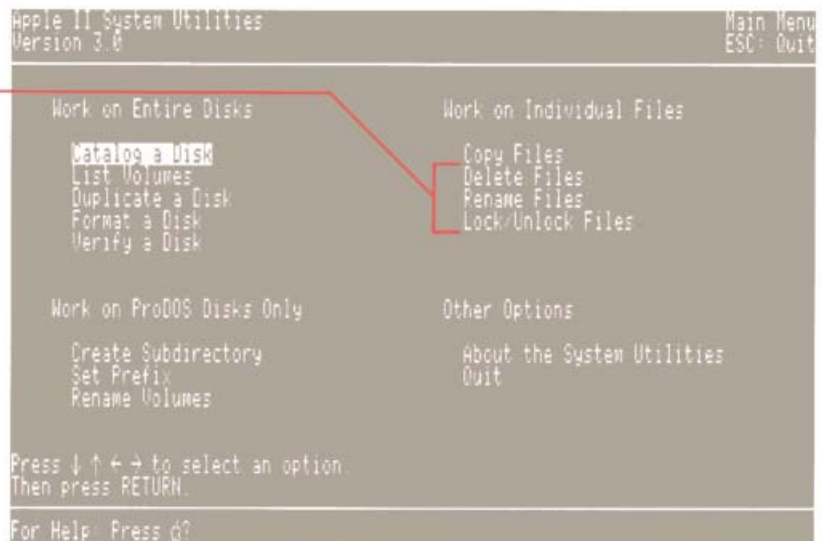 Apple II System Utilities
Version 3.0
Main Menu
ESC: Quit
Work on Entire Disks
Catalog a Disk
List Volumes
Duplicate a Disk
Format a Disk
Verify a Disk
Work on Individual Files
Copy Files
Delete Files
Rename Files
Lock/Unlock Files
Work on ProDOS Disks Only
Create Subdirectory
Set Prefix
Rename Volumes
Other Options
About the System Utilities
Quit
Press ↓ ↑ ← → to select an option.
Then press RETURN.
For Help: Press ?